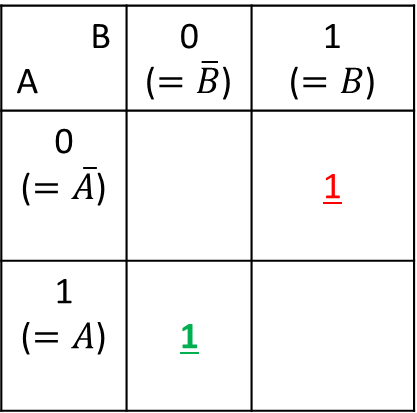 B 0 1
A (= B̅) (= B)
0
(= A̅) 1
1
(= A) 1